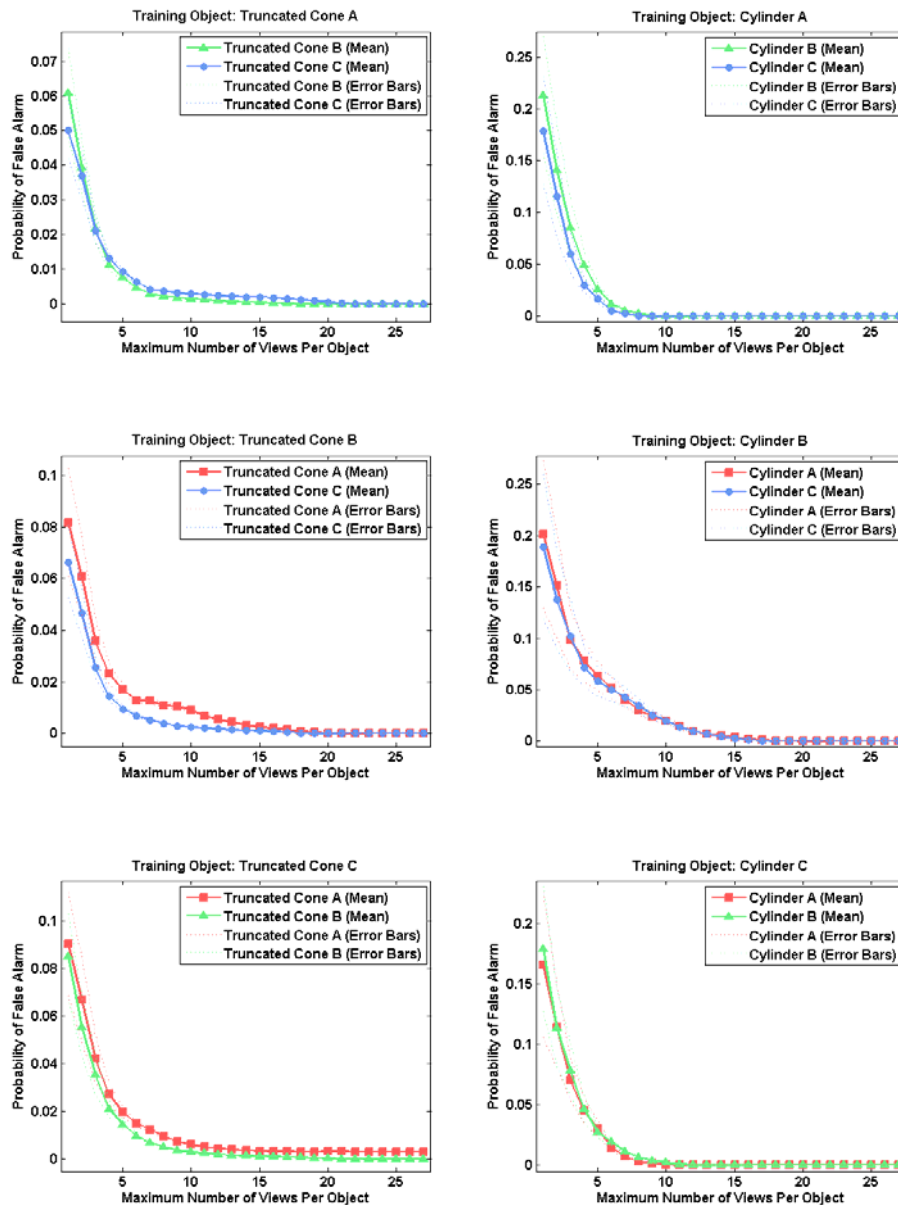 Training Object: Truncated Cone A
Truncated Cone B (Mean)
Truncated Cone C (Mean)
Truncated Cone B (Error Bars)
Truncated Cone C (Error Bars)
Probability of False Alarm
0.07
0.06
0.05
0.04
0.03
0.02
0.01
0
5 10 15 20 25
Maximum Number of Views Per Object
Training Object: Cylinder A
Cylinder B (Mean)
Cylinder C (Mean)
Cylinder B (Error Bars)
Cylinder C (Error Bars)
Probability of False Alarm
0.25
0.2
0.15
0.1
0.05
0
5 10 15 20 25
Maximum Number of Views Per Object
Training Object: Truncated Cone B
Truncated Cone A (Mean)
Truncated Cone C (Mean)
Truncated Cone A (Error Bars)
Truncated Cone C (Error Bars)
Probability of False Alarm
0.1
0.08
0.06
0.04
0.02
0
5 10 15 20 25
Maximum Number of Views Per Object
Training Object: Cylinder B
Cylinder A (Mean)
Cylinder C (Mean)
Cylinder A (Error Bars)
Cylinder C (Error Bars)
Probability of False Alarm
0.25
0.2
0.15
0.1
0.05
0
5 10 15 20 25
Maximum Number of Views Per Object
Training Object: Truncated Cone C
Truncated Cone A (Mean)
Truncated Cone B (Mean)
Truncated Cone A (Error Bars)
Truncated Cone B (Error Bars)
Probability of False Alarm
0.1
0.08
0.06
0.04
0.02
0
5 10 15 20 25
Maximum Number of Views Per Object
Training Object: Cylinder C
Cylinder A (Mean)
Cylinder B (Mean)
Cylinder A (Error Bars)
Cylinder B (Error Bars)
Probability of False Alarm
0.2
0.15
0.1
0.05
0
5 10 15 20 25
Maximum Number of Views Per Object